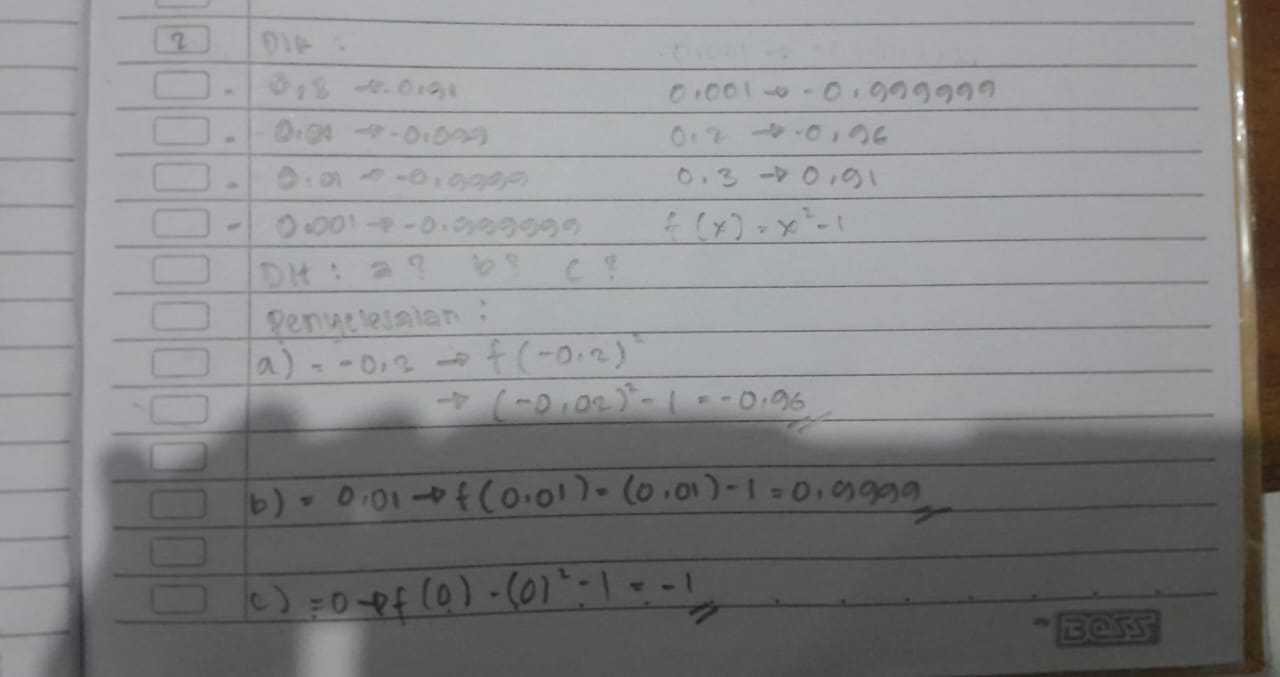 2 Dik :
- 0,3 → -0,91 0.001 → -0.999999
- 0.01 → -0.099 0.2 → -0,96
- 0.01 → -0.9999 0.3 → 0,91
- 0.001 → -0.999999 f (x) = x² - 1
Dit : a ? b ? c ?
Penyelesaian :
a) = -0,2 → f (-0.2)²
→ (-0,02)² - 1 = -0,96
b) = 0.01 → f (0.01) = (0.01) - 1 = 0.9999
c) = 0 → f (0) = (0)² - 1 = -1
BOSS